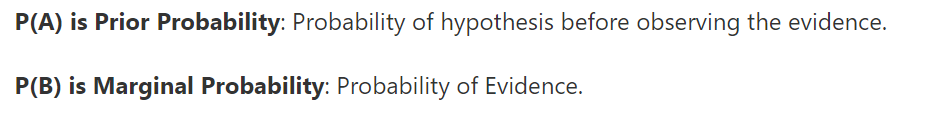 P(A) is Prior Probability: Probability of hypothesis before observing the evidence.
P(B) is Marginal Probability: Probability of Evidence.